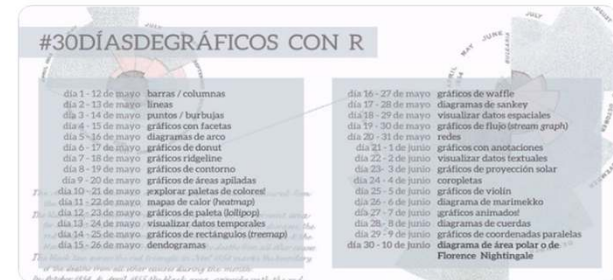 #30DÍASDEGRÁFICOS CON R
día 1 - 12 de mayo barras / columnas
día 2 - 13 de mayo lineas
día 3 - 14 de mayo puntos / burbujas
día 4 - 15 de mayo gráficos con facetas
día 5 - 16 de mayo diagramas de arco
día 6 - 17 de mayo gráficos de donut
día 7 - 18 de mayo gráficos ridgeline
día 8 - 19 de mayo gráficos de contorno
día 9 - 20 de mayo gráficos de áreas apiladas
día 10 - 21 de mayo ¡explorar paletas de colores!
día 11 - 22 de mayo mapas de calor (heatmap)
día 12 - 23 de mayo gráficos de paleta (lollipop)
día 13 - 24 de mayo visualizar datos temporales
día 14 - 25 de mayo gráficos de rectángulos (treemap)
día 15 - 26 de mayo dendogramas
día 16 - 27 de mayo gráficos de waffle
día 17 - 28 de mayo diagramas de sankey
día 18 - 29 de mayo visualizar datos espaciales
día 19 - 30 de mayo gráficos de flujo (stream graph)
día 20 - 31 de mayo redes
día 21 - 1 de junio gráficos con anotaciones
día 22 - 2 de junio visualizar datos textuales
día 23 - 3 de junio gráficos de proyección solar
día 24 - 4 de junio coropletas
día 25 - 5 de junio gráficos de violín
día 26 - 6 de junio diagrama de marimekko
día 27 - 7 de junio ¡gráficos animados!
día 28 - 8 de junio diagramas de cuerdas
día 29 - 9 de junio gráficos de coordenadas paralelas
día 30 - 10 de junio diagrama de área polar o de
Florence Nightingale
JULY
JUNE
MAY
APRIL
BULGARIA